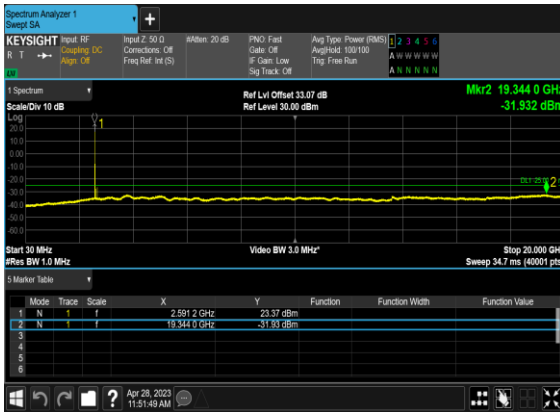 Spectrum Analyzer 1
Swept SA
+
KEYSIGHT Input: RF Input Z: 50 Ω #Atten: 20 dB PNO: Fast Avg Type: Power (RMS) 1 2 3 4 5 6
R T Coupling: DC Corrections: Off Gate: Off Avg|Hold: 100/100 A W W W W W
Align: Off Freq Ref: Int (S) IF Gain: Low Trig: Free Run
Sig Track: Off A N N N N N
1 Spectrum
Scale/Div 10 dB
Ref Lvl Offset 33.07 dB
Ref Level 30.00 dBm
Mkr2 19.344 0 GHz
-31.932 dBm
Log
1
20.0
10.0
0.00
-10.0
-20.0
-30.0
-40.0
-50.0
-60.0
2
Start 30 MHz Video BW 3.0 MHz* Stop 20.000 GH
#Res BW 1.0 MHz Sweep 34.7 ms (40001 pts
5 Marker Table
Mode Trace Scale X Y Function Function Width Function Value
1 N 1 f 2.591 2 GHz 23.37 dBm
2 N 1 f 19.344 0 GHz -31.93 dBm
3
4
5
6
? Apr 28, 2023
11:51:49 AM